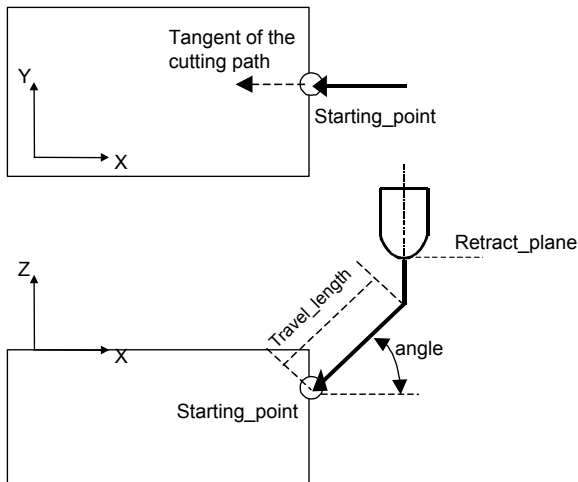 Tangent of the
cutting path
Y
Starting_point
X
Retract_plane
Z
Travel_length
X
angle
Starting_point